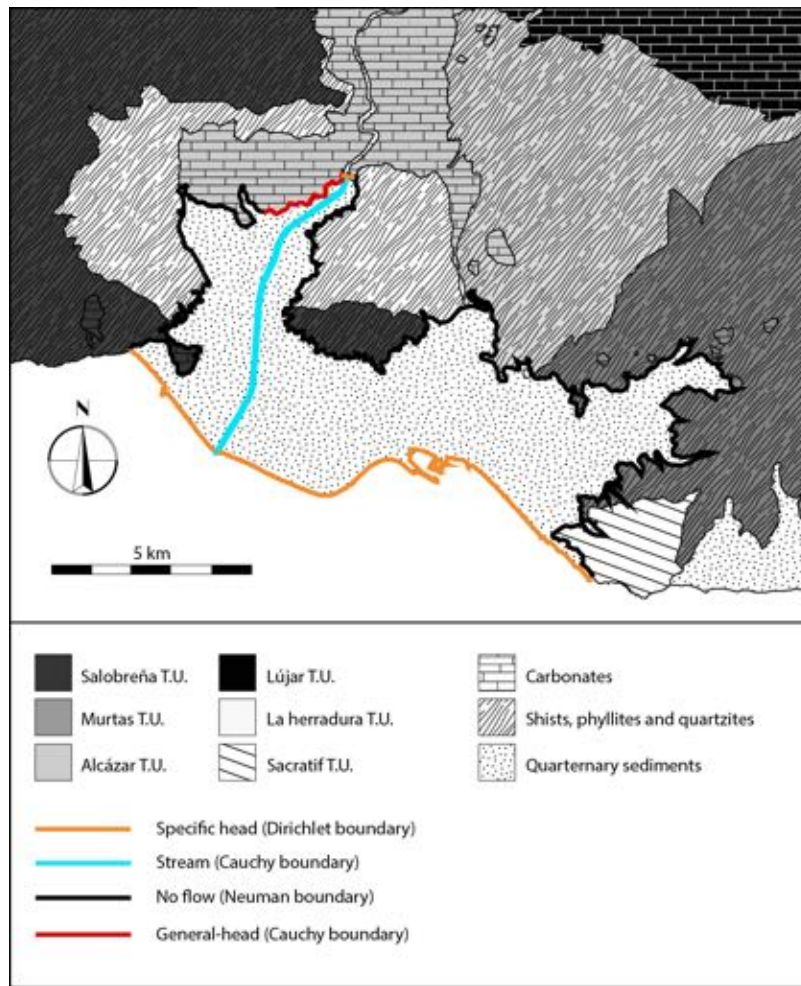 N
5 km
Salobreña T.U.
Lújar T.U.
Carbonates
Murtas T.U.
La herradura T.U.
Shists, phyllites and quartzites
Alcázar T.U.
Sacratif T.U.
Quarternary sediments
Specific head (Dirichlet boundary)
Stream (Cauchy boundary)
No flow (Neuman boundary)
General-head (Cauchy boundary)